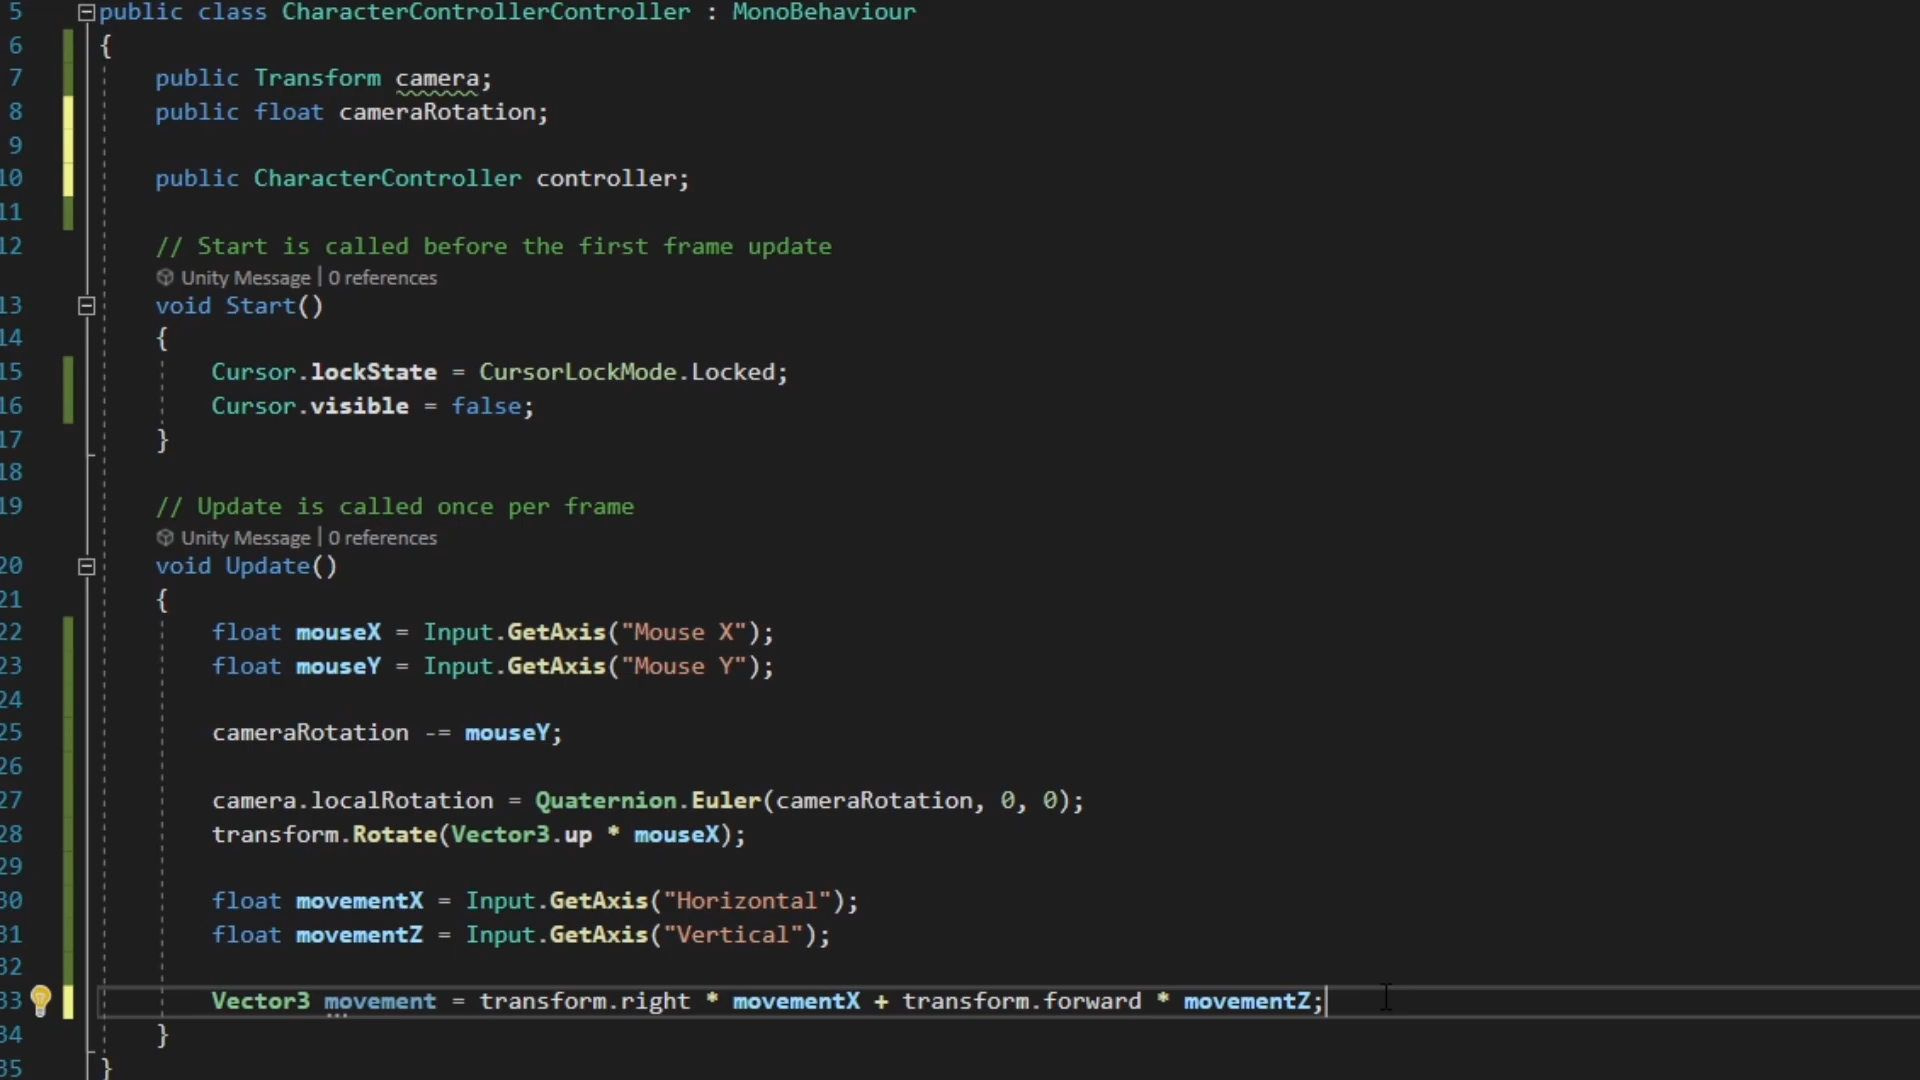 5 public class CharacterControllerController : MonoBehaviour
6 {
7 public Transform camera;
8 public float cameraRotation;
9
10 public CharacterController controller;
11
12 // Start is called before the first frame update
Unity Message | 0 references
13 void Start()
14 {
15 Cursor.lockState = CursorLockMode.Locked;
16 Cursor.visible = false;
17 }
18
19 // Update is called once per frame
Unity Message | 0 references
20 void Update()
21 {
22 float mouseX = Input.GetAxis("Mouse X");
23 float mouseY = Input.GetAxis("Mouse Y");
24
25 cameraRotation -= mouseY;
26
27 camera.localRotation = Quaternion.Euler(cameraRotation, 0, 0);
28 transform.Rotate(Vector3.up * mouseX);
29
30 float movementX = Input.GetAxis("Horizontal");
31 float movementZ = Input.GetAxis("Vertical");
32
33 Vector3 movement = transform.right * movementX + transform.forward * movementZ;
34 }
35 }